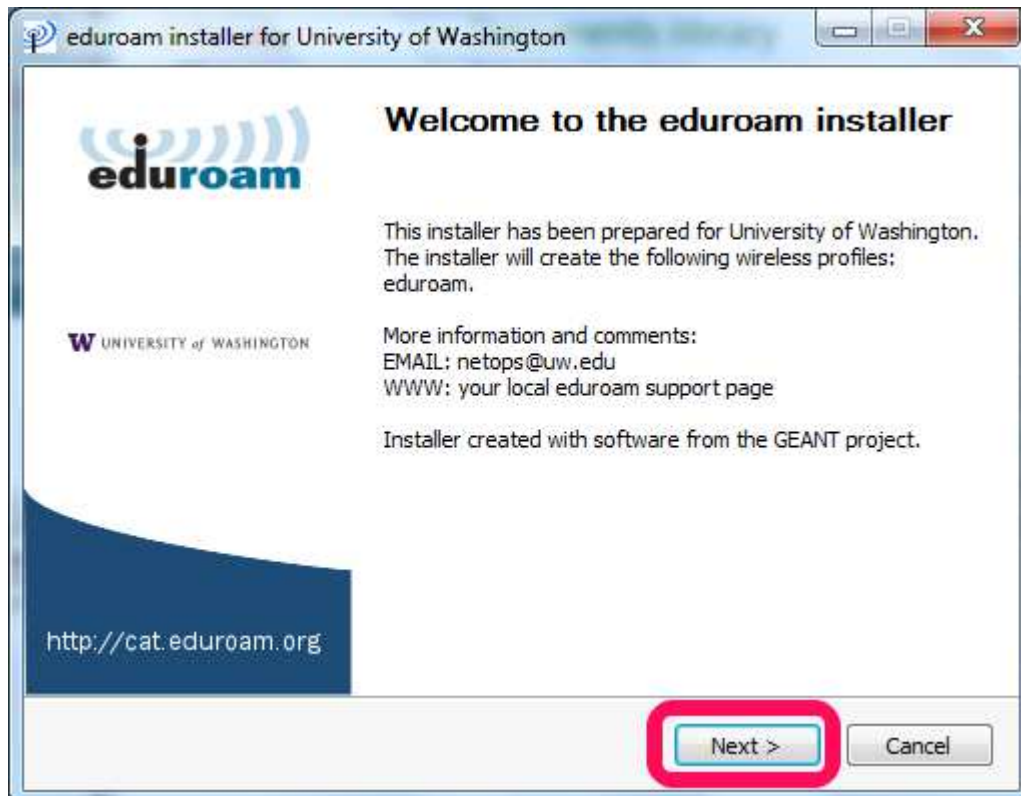 eduroam installer for University of Washington
eduroam
Welcome to the eduroam installer
This installer has been prepared for University of Washington.
The installer will create the following wireless profiles:
eduroam.
W UNIVERSITY of WASHINGTON
More information and comments:
EMAIL: netops@uw.edu
WWW: your local eduroam support page
Installer created with software from the GEANT project.
http://cat.eduroam.org
Next >
Cancel